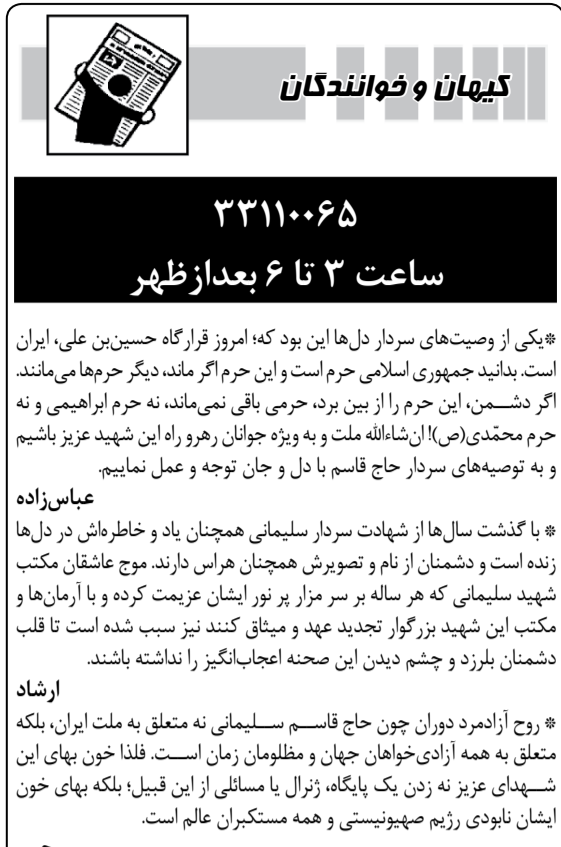 کیهان و خوانندگان
۳۳۱۱۰۰۶۵
ساعت ۳ تا ۶ بعدازظهر
*یکی از وصیت‌های سردار دل‌ها این بود که؛ امروز قرارگاه حسین‌بن علی، ایران
است. بدانید جمهوری اسلامی حرم است و این حرم اگر ماند، دیگر حرم‌ها می‌مانند.
اگر دشمن، این حرم را از بین برد، حرمی باقی نمی‌ماند، نه حرم ابراهیمی و نه
حرم محمّدی(ص)! ان‌شاءالله ملت و به ویژه جوانان رهرو راه این شهید عزیز باشیم
و به توصیه‌های سردار حاج قاسم با دل و جان توجه و عمل نماییم.
عباس‌زاده
* با گذشت سال‌ها از شهادت سردار سلیمانی همچنان یاد و خاطره‌اش در دل‌ها
زنده است و دشمنان از نام و تصویرش همچنان هراس دارند. موج عاشقان مکتب
شهید سلیمانی که هر ساله بر سر مزار پر نور ایشان عزیمت کرده و با آرمان‌ها و
مکتب این شهید بزرگوار تجدید عهد و میثاق کنند نیز سبب شده است تا قلب
دشمنان بلرزد و چشم دیدن این صحنه اعجاب‌انگیز را نداشته باشند.
ارشاد
* روح آزادمرد دوران چون حاج قاسم سلیمانی نه متعلق به ملت ایران، بلکه
متعلق به همه آزادی‌خواهان جهان و مظلومان زمان است. فلذا خون بهای این
شهدای عزیز نه زدن یک پایگاه، ژنرال یا مسائلی از این قبیل؛ بلکه بهای خون
ایشان نابودی رژیم صهیونیستی و همه مستکبران عالم است.